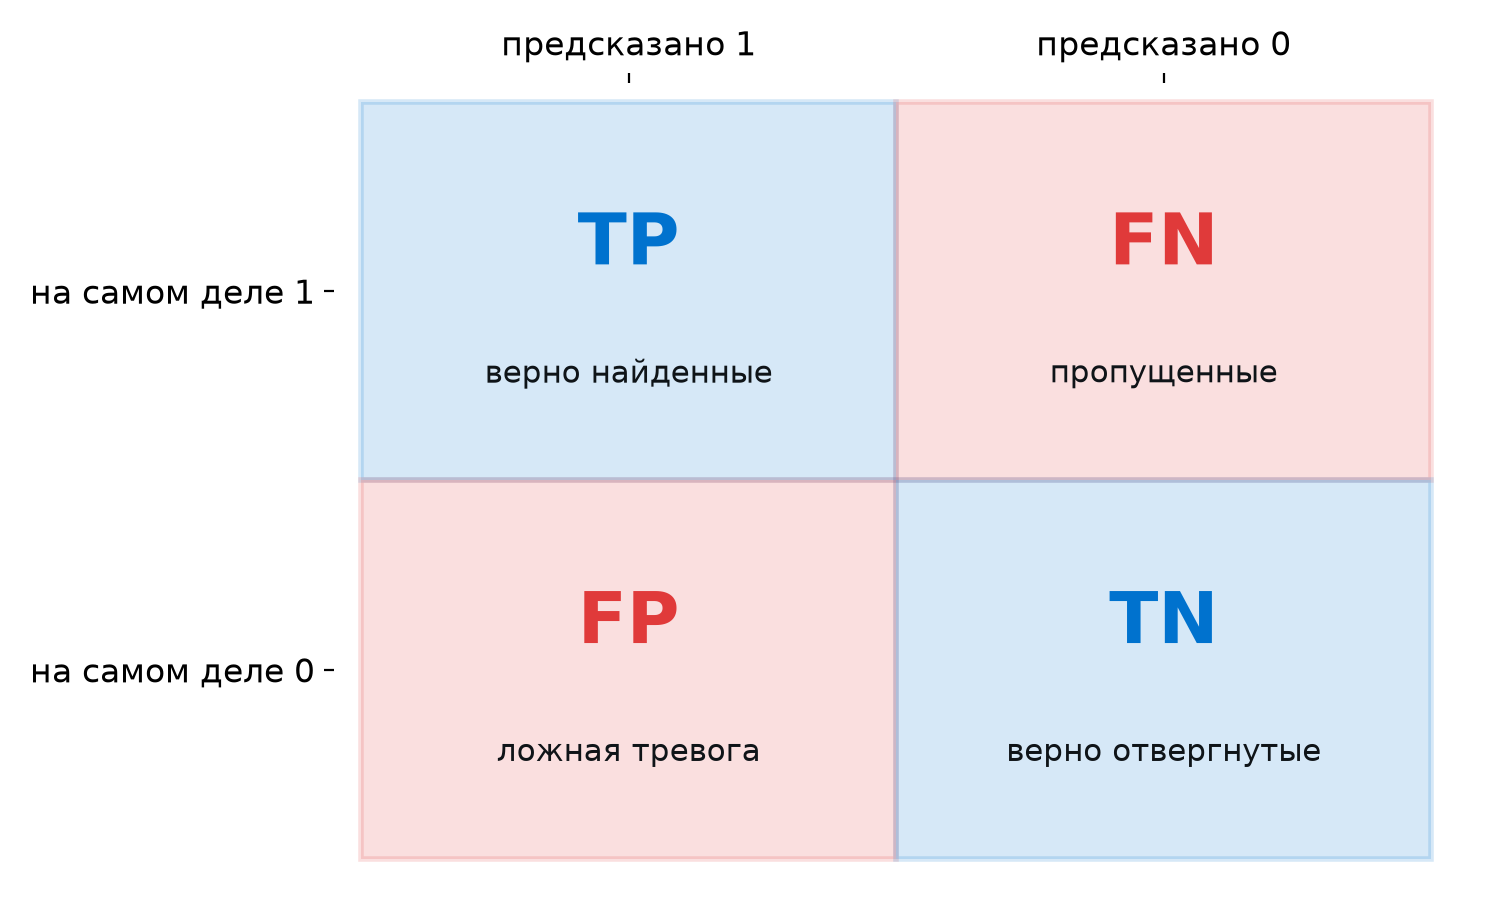 предсказано 1
предсказано 0
на самом деле 1
TP
FN
верно найденные
пропущенные
на самом деле 0
FP
TN
ложная тревога
верно отвергнутые